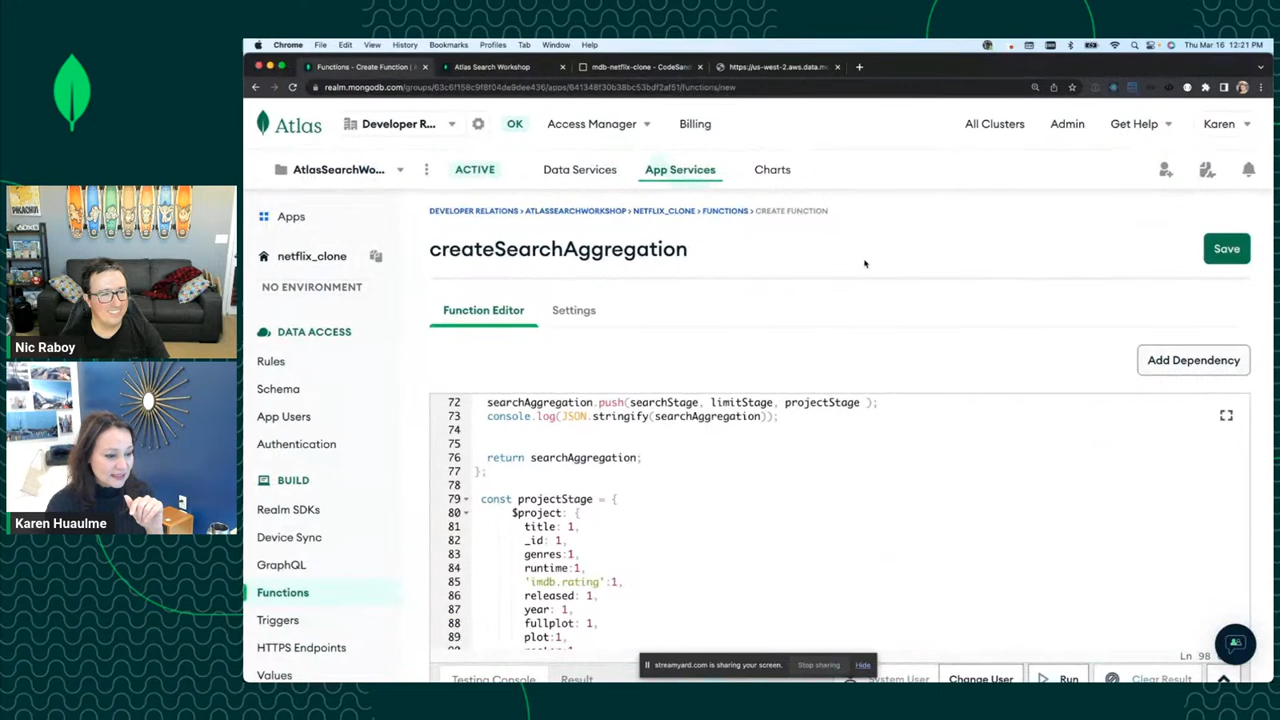 Chrome File Edit View History Bookmarks Profiles Tab Window Help
Thu Mar 16 12:21 PM
Functions - Create Function |
Atlas Search Workshop
mdb-netflix-clone - CodeSan
https://us-west-2.aws.data.m
realm.mongodb.com/groups/63c6f158c9f8f04de9dee436/apps/641348f30b38bc53bdf2af51/functions/new
Atlas
Developer R...
OK
Access Manager
Billing
All Clusters
Admin
Get Help
Karen
AtlasSearchWo...
ACTIVE
Data Services
App Services
Charts
Apps
netflix_clone
NO ENVIRONMENT
DATA ACCESS
Rules
Schema
App Users
Authentication
BUILD
Realm SDKs
Device Sync
GraphQL
Functions
Triggers
HTTPS Endpoints
Values
DEVELOPER RELATIONS > ATLASSEARCHWORKSHOP > NETFLIX_CLONE > FUNCTIONS > CREATE FUNCTION
createSearchAggregation
Save
Function Editor
Settings
Add Dependency
72 searchAggregation.push(searchStage, limitStage, projectStage );
73 console.log(JSON.stringify(searchAggregation));
74
75
76 return searchAggregation;
77 };
78
79 const projectStage = {
80 $project: {
81 title: 1,
82 _id: 1,
83 genres:1,
84 runtime:1,
85 'imdb.rating':1,
86 released: 1,
87 year: 1,
88 fullplot: 1,
89 plot:1,
Ln 98
streamyard.com is sharing your screen.
Stop sharing
Hide
Testing Console
Result
System User
Change User
Run
Clear Result
PIKACHU
Nic Raboy
Karen Huaulme